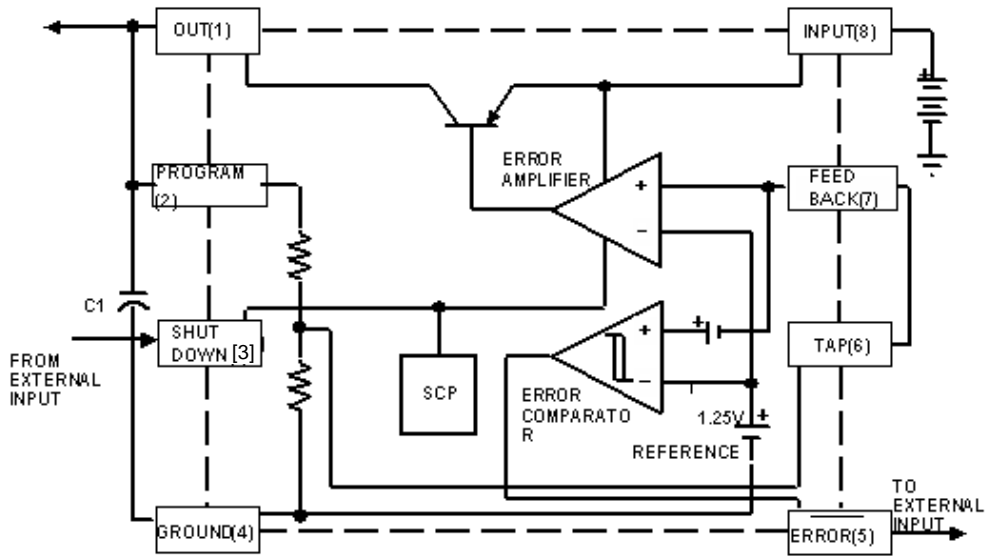 OUT(1)
INPUT(8)
+
ERROR
AMPLIFIER
+
−
PROGRAM
(2)
FEED
BACK(7)
C1
SHUT
DOWN [3]
FROM
EXTERNAL
INPUT
SCP
+
+
−
ERROR
COMPARATO
R
TAP(6)
1.25V
+
REFERENCE
GROUND(4)
ERROR(5)
TO
EXTERNAL
INPUT